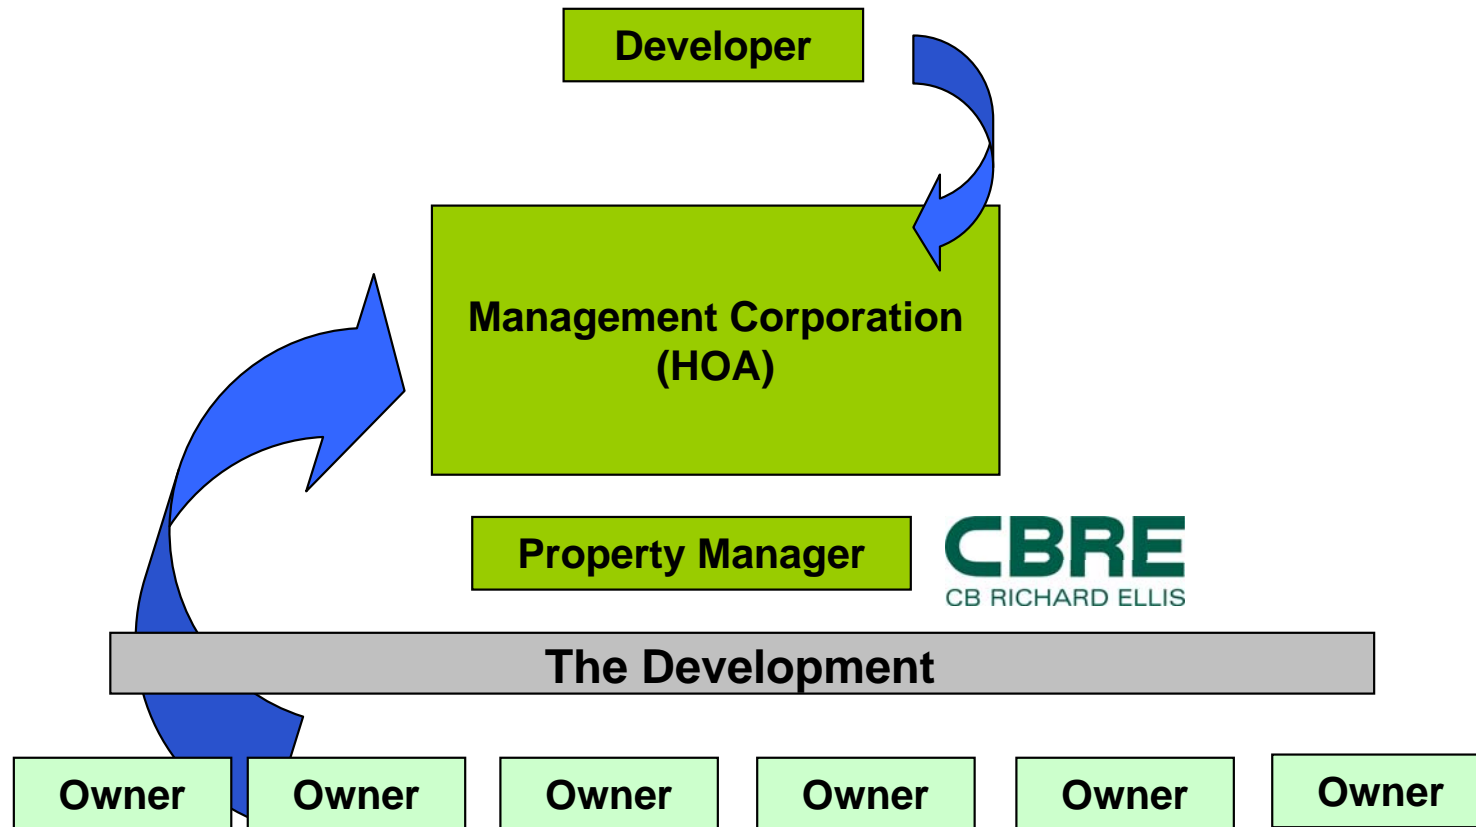 Developer
Management Corporation
(HOA)
Property Manager
CBRE
CB RICHARD ELLIS
The Development
Owner
Owner
Owner
Owner
Owner
Owner